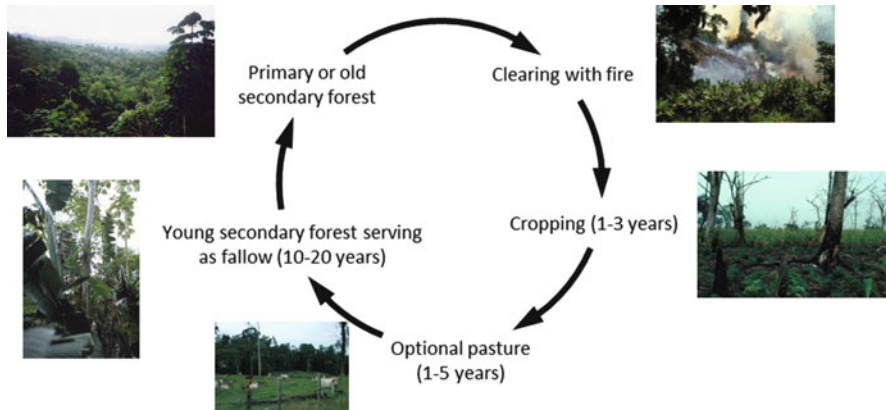 Primary or old
secondary forest
Clearing with fire
Cropping (1-3 years)
Optional pasture
(1-5 years)
Young secondary forest serving
as fallow (10-20 years)